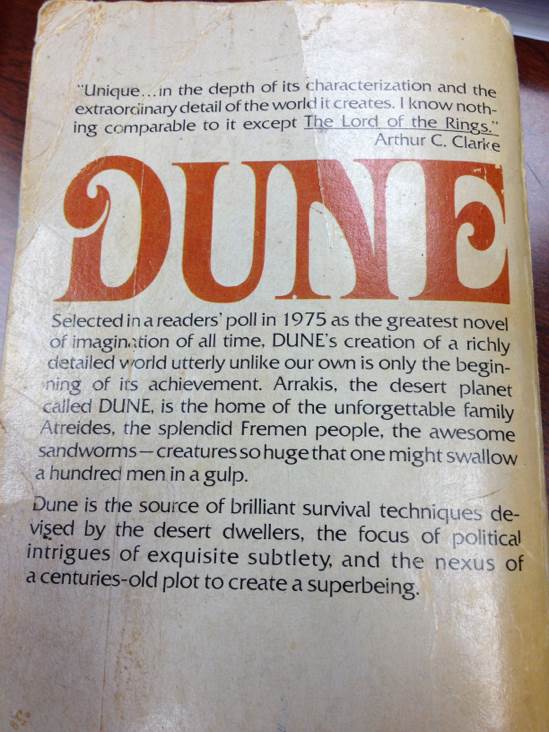 "Unique...in the depth of its characterization and the
extraordinary detail of the world it creates. I know noth-
ing comparable to it except The Lord of the Rings."
Arthur C. Clarke
DUNE
Selected in a readers' poll in 1975 as the greatest novel
of imagination of all time, DUNE's creation of a richly
detailed world utterly unlike our own is only the begin-
ning of its achievement. Arrakis, the desert planet
called DUNE, is the home of the unforgettable family
Atreides, the splendid Fremen people, the awesome
sandworms—creatures so huge that one might swallow
a hundred men in a gulp.
Dune is the source of brilliant survival techniques de-
vised by the desert dwellers, the focus of political
intrigues of exquisite subtlety, and the nexus of
a centuries-old plot to create a superbeing.